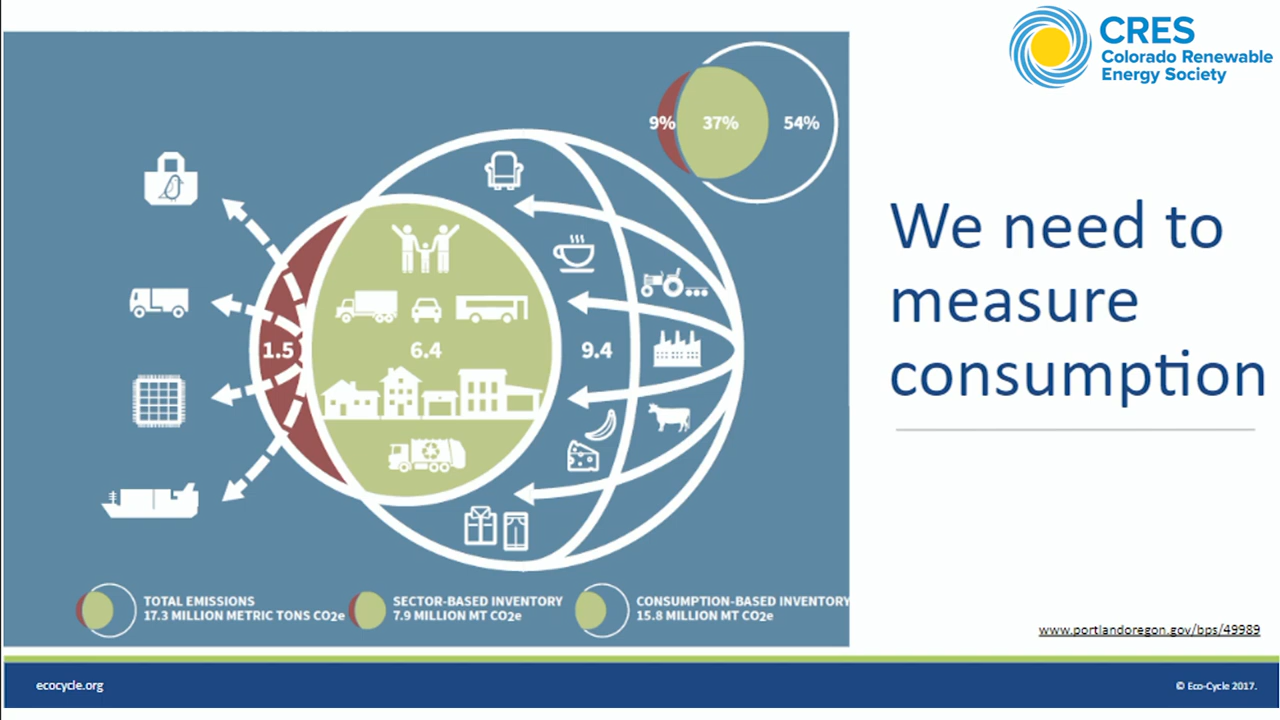 CRES
Colorado Renewable
Energy Society
9%
37%
54%
We need to
measure
consumption
1.5
6.4
9.4
TOTAL EMISSIONS
17.3 MILLION METRIC TONS CO2e
SECTOR-BASED INVENTORY
7.9 MILLION MT CO2e
CONSUMPTION-BASED INVENTORY
15.8 MILLION MT CO2e
www.portlandoregon.gov/bps/49989
ecocycle.org
© Eco-Cycle 2017.